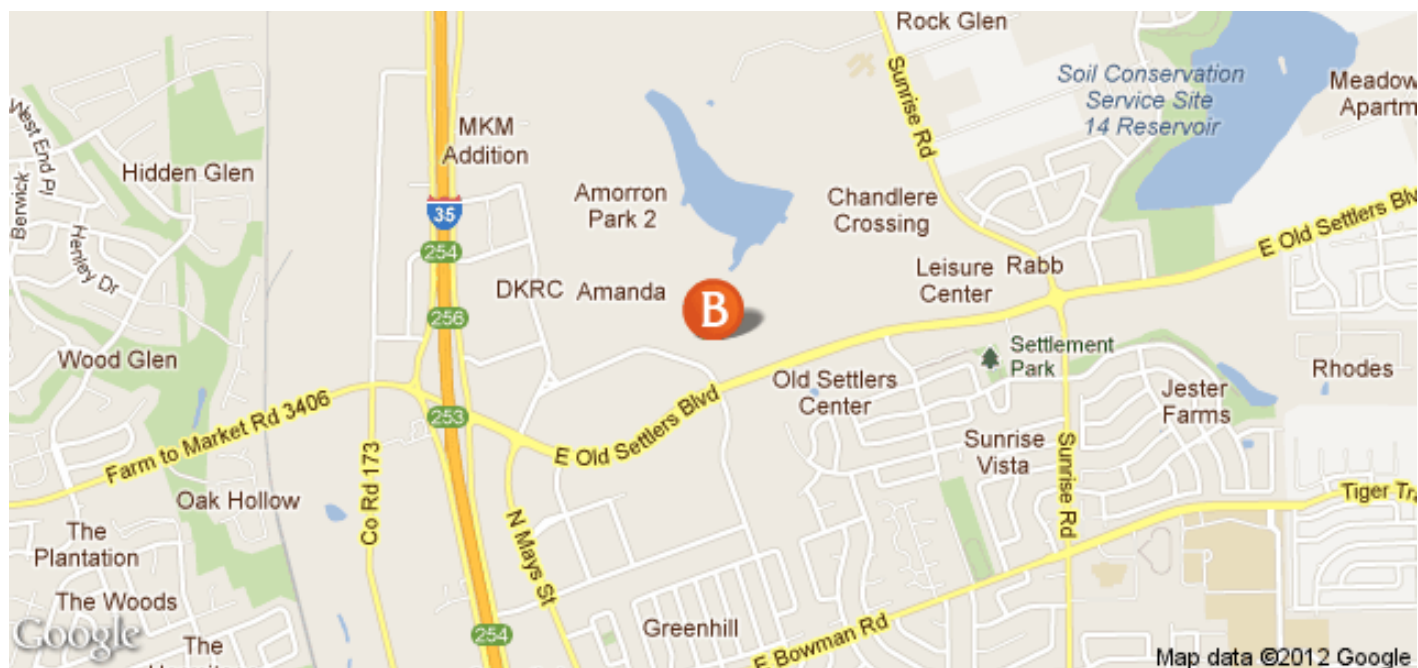 Rock Glen
Sunrise Rd
Soil Conservation
Service Site
14 Reservoir
Meadow
Apartm
West End Pl
MKM
Addition
Hidden Glen
Berwick
Henley Dr
35
Amorron
Park 2
Chandlere
Crossing
E Old Settlers Blv
254
Leisure
Center
Rabb
DKRC
Amanda
B
256
Wood Glen
Settlement
Park
Rhodes
Old Settlers
Center
Jester
Farms
Farm to Market Rd 3406
253
E Old Settlers Blvd
Sunrise
Vista
Sunrise Rd
Oak Hollow
Co Rd 173
N Mays St
Tiger Tra
The
Plantation
The Woods
Google
The
254
Greenhill
E Bowman Rd
Map data ©2012 Google